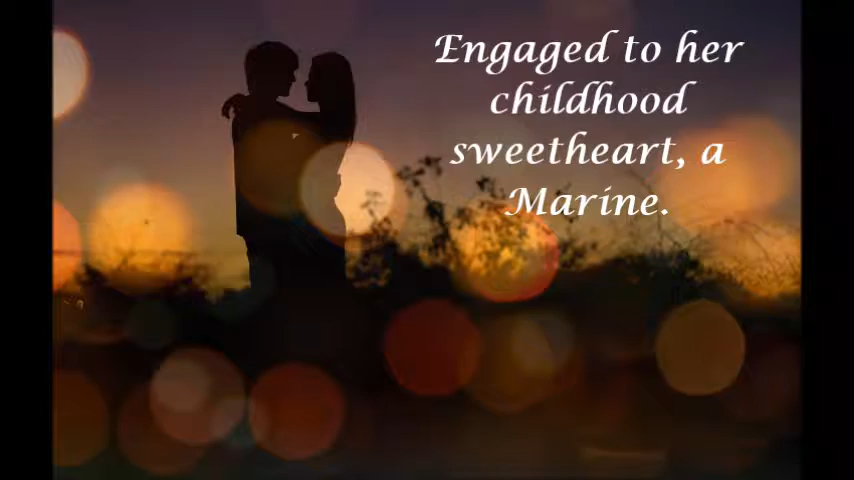 Engaged to her
childhood
sweetheart, a
Marine.